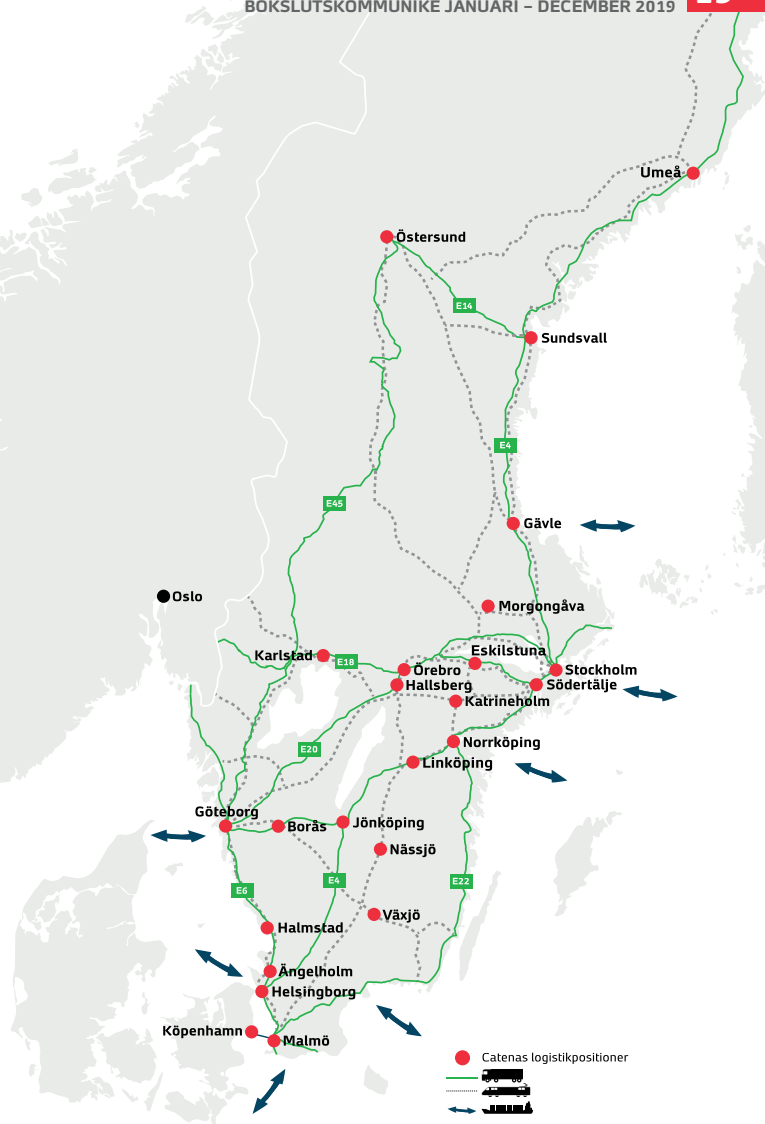 BOKSLUTSKOMMUNIKÉ JANUARI – DECEMBER 2019
Umeå
Östersund
E14
Sundsvall
E4
E45
Gävle
Oslo
Morgongåva
Eskilstuna
Karlstad
E18
Örebro
Stockholm
Hallsberg
Södertälje
Katrineholm
Norrköping
E20
Linköping
Göteborg
Borås
Jönköping
Nässjö
E6
E4
E22
Växjö
Halmstad
Ängelholm
Helsingborg
Köpenhamn
Malmö
Catenas logistikpositioner